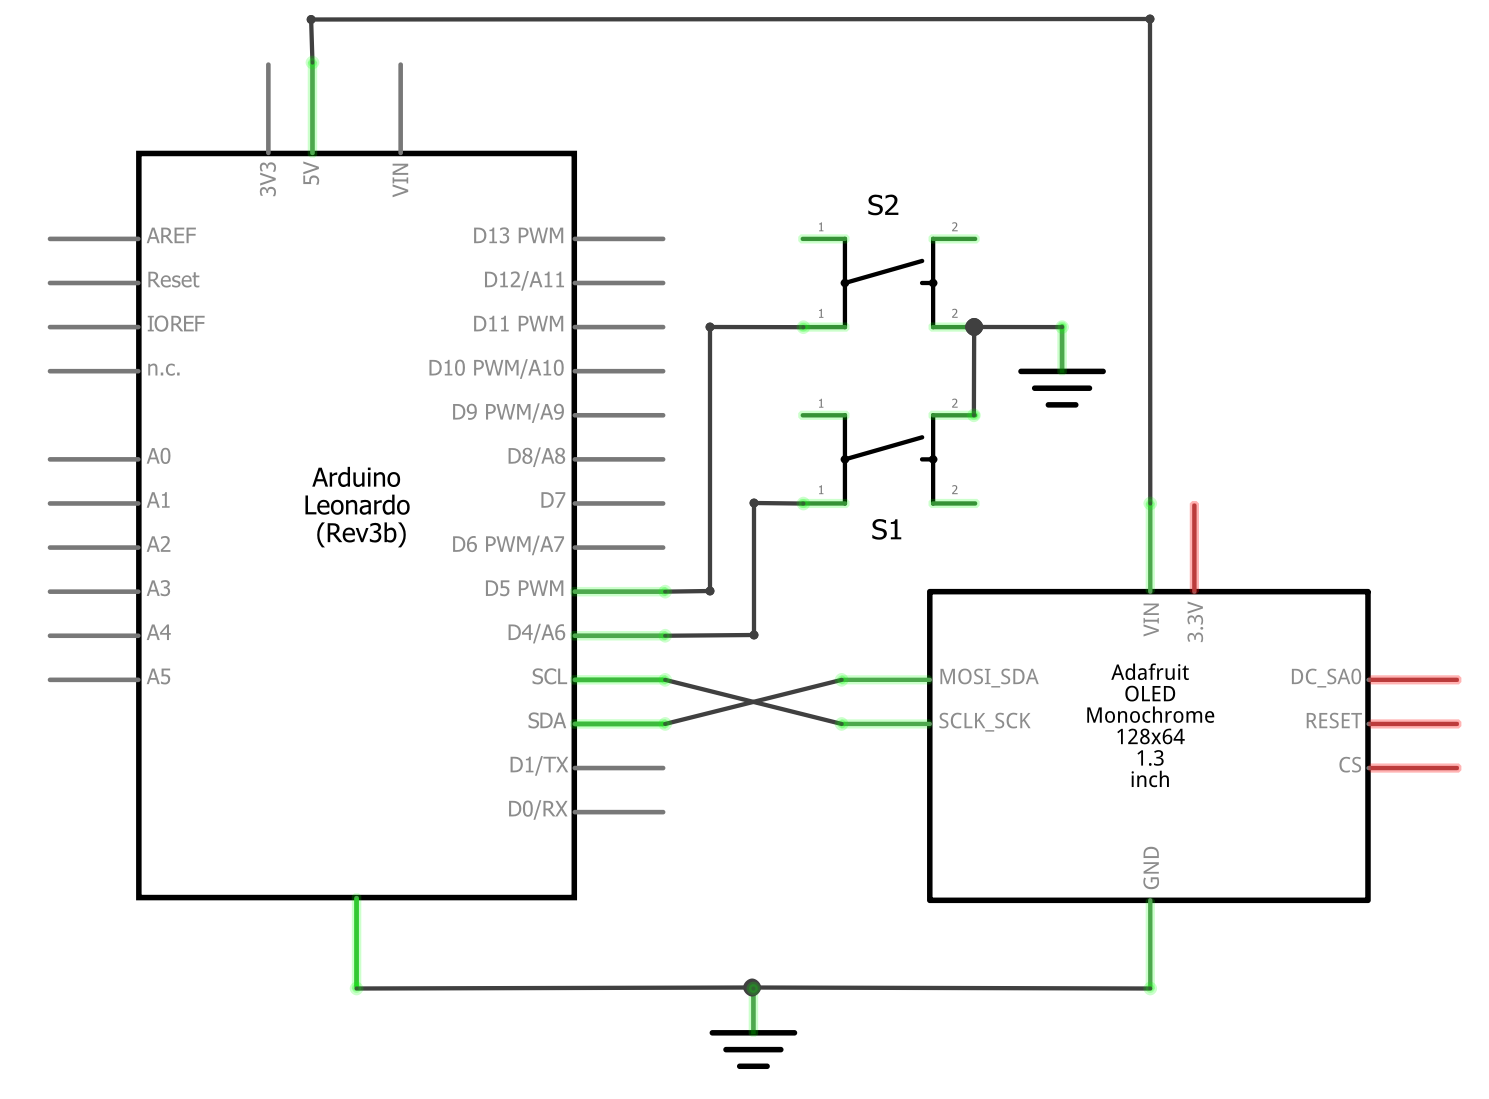 3V3
5V
VIN
AREF
Reset
IOREF
n.c.
A0
A1
A2
A3
A4
A5
Arduino
Leonardo
(Rev3b)
D13 PWM
D12/A11
D11 PWM
D10 PWM/A10
D9 PWM/A9
D8/A8
D7
D6 PWM/A7
D5 PWM
D4/A6
SCL
SDA
D1/TX
D0/RX
S2
1
2
1
2
1
2
1
2
S1
VIN
3.3V
MOSI_SDA
SCLK_SCK
Adafruit
OLED
Monochrome
128x64
1.3
inch
DC_SA0
RESET
CS
GND